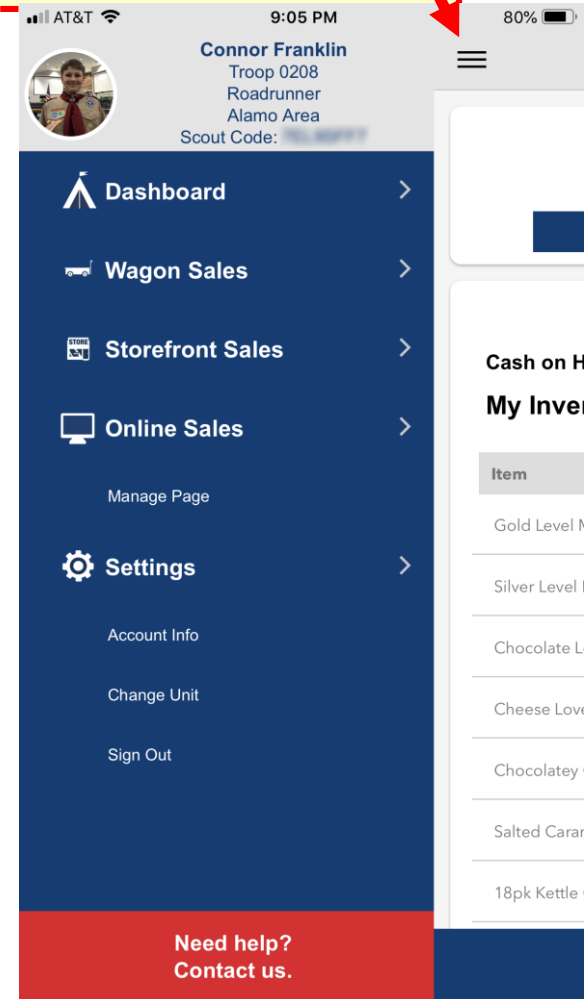 AT&T 9:05 PM 80%
Connor Franklin
Troop 0208
Roadrunner
Alamo Area
Scout Code:
Dashboard
Wagon Sales
STORE
Storefront Sales
Online Sales
Manage Page
Settings
Account Info
Change Unit
Sign Out
Need help?
Contact us.
Cash on H
My Inver
Item
Gold Level M
Silver Level
Chocolate L
Cheese Love
Chocolatey
Salted Caram
18pk Kettle